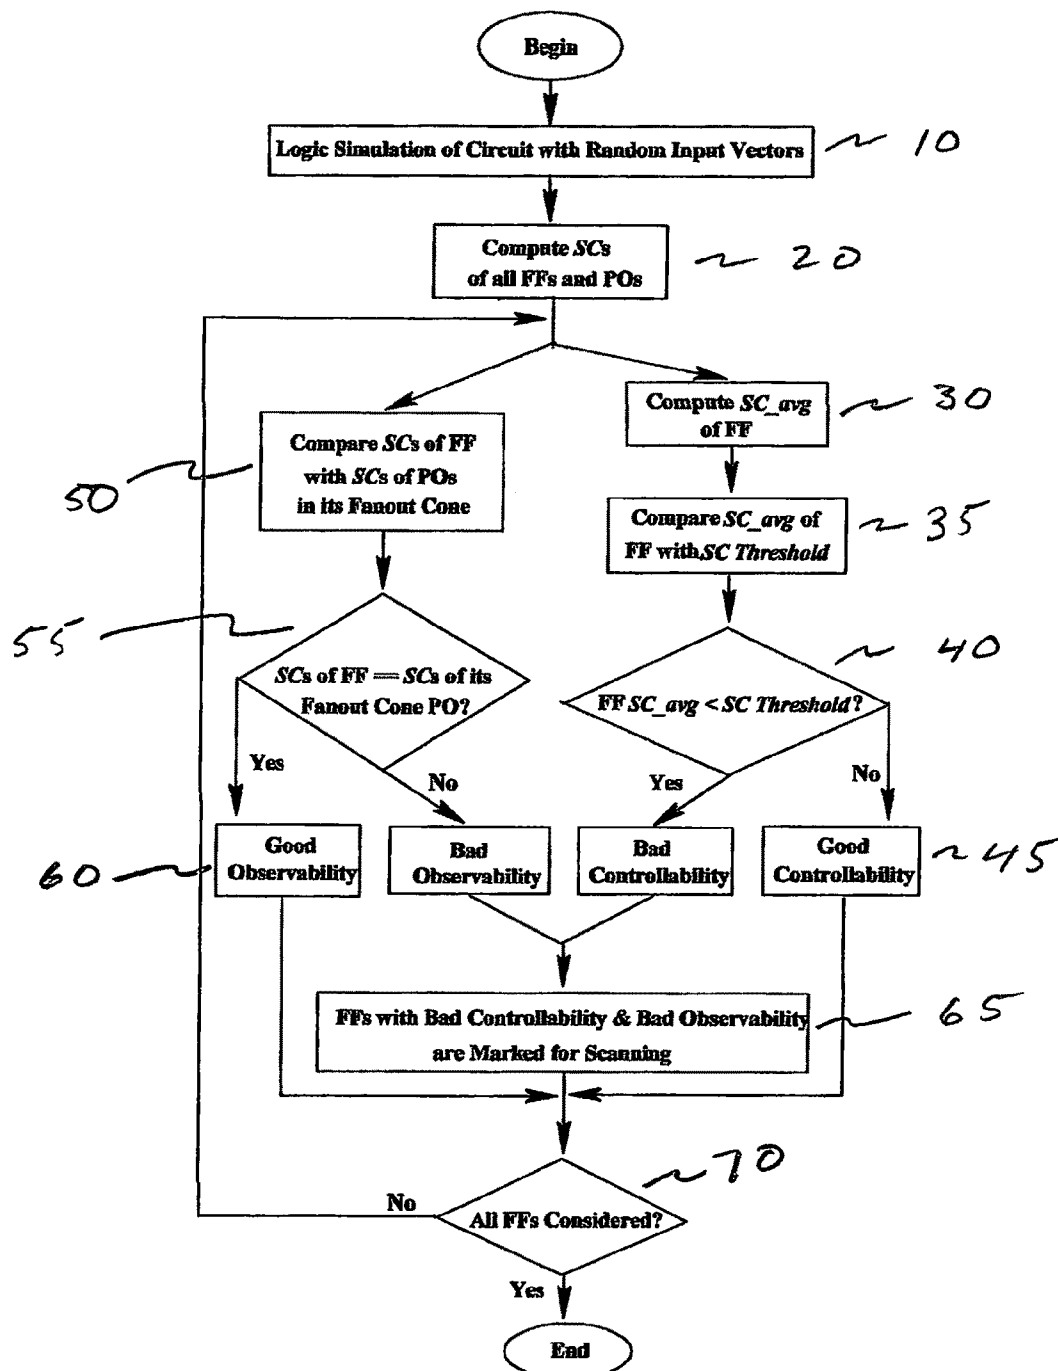 Begin
Logic Simulation of Circuit with Random Input Vectors
10
Compute SCs
of all FFs and POs
20
Compute SC_avg
of FF
30
Compare SCs of FF
with SCs of POs
in its Fanout Cone
50
Compare SC_avg of
FF with SC Threshold
35
55
SCs of FF == SCs of its
Fanout Cone PO?
40
FF SC_avg < SC Threshold?
Yes
No
Yes
No
60
Good
Observability
Bad
Observability
Bad
Controllability
Good
Controllability
45
FFs with Bad Controllability & Bad Observability
are Marked for Scanning
65
70
No
All FFs Considered?
Yes
End